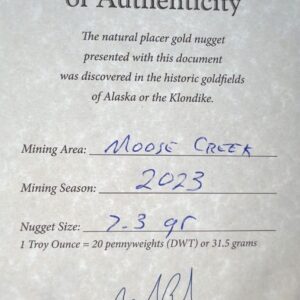 of Authenticity
The natural placer gold nugget
presented with this document
was discovered in the historic goldfields
of Alaska or the Klondike.
Mining Area: MOOSE CREEK
Mining Season: 2023
Nugget Size: 7.3 gr
1 Troy Ounce = 20 pennyweights (DWT) or 31.5 grams